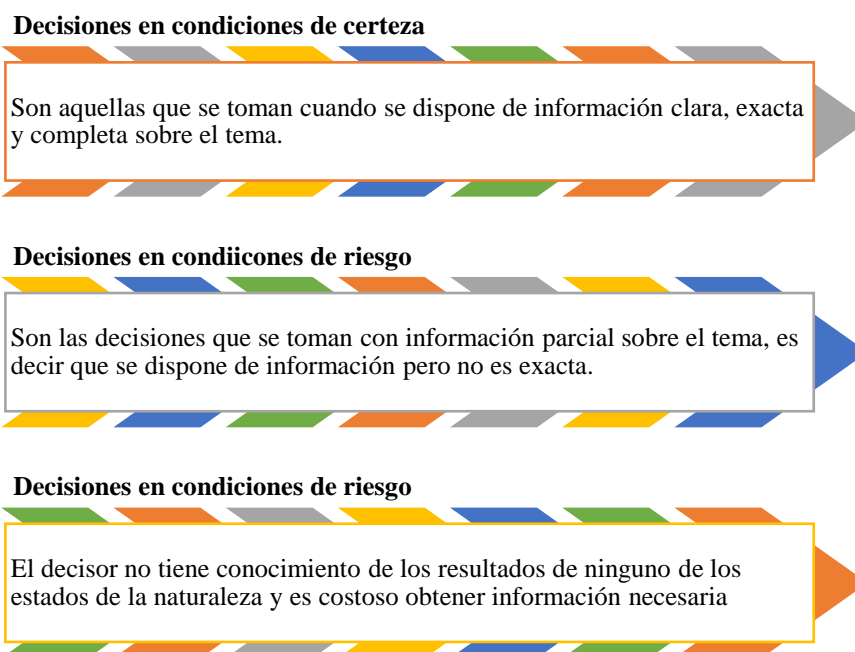 Decisiones en condiciones de certeza
Son aquellas que se toman cuando se dispone de información clara, exacta
y completa sobre el tema.
Decisiones en condiicones de riesgo
Son las decisiones que se toman con información parcial sobre el tema, es
decir que se dispone de información pero no es exacta.
Decisiones en condiciones de riesgo
El decisor no tiene conocimiento de los resultados de ninguno de los
estados de la naturaleza y es costoso obtener información necesaria